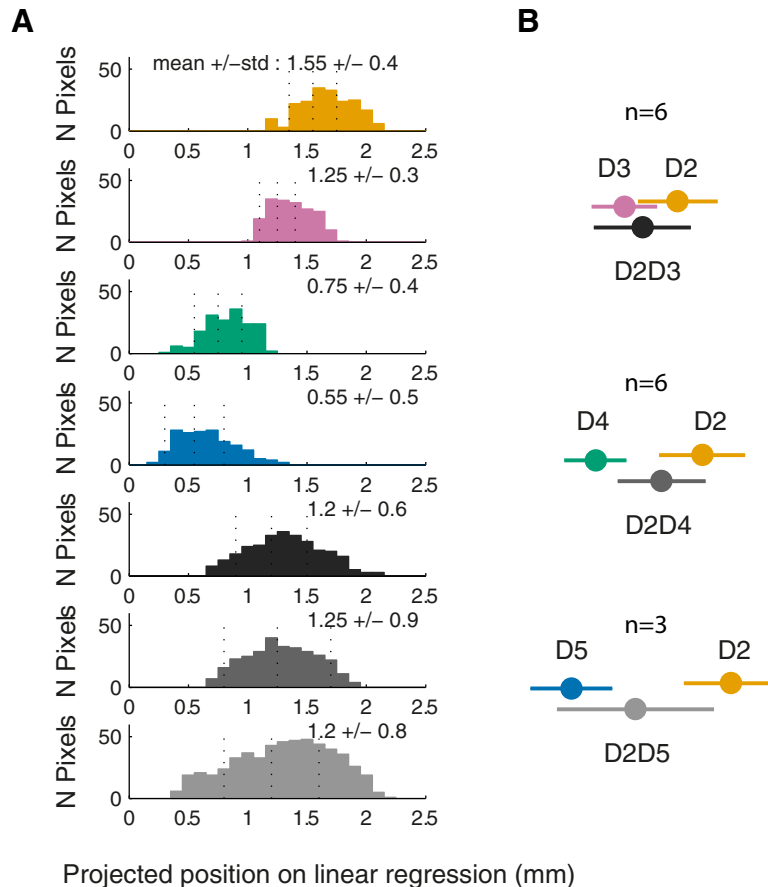 A
B
N Pixels
50
0
mean +/−std : 1.55 +/− 0.4
0 0.5 1 1.5 2 2.5
N Pixels
50
0
1.25 +/− 0.3
0 0.5 1 1.5 2 2.5
N Pixels
50
0
0.75 +/− 0.4
0 0.5 1 1.5 2 2.5
N Pixels
50
0
0.55 +/− 0.5
0 0.5 1 1.5 2 2.5
N Pixels
50
0
1.2 +/− 0.6
0 0.5 1 1.5 2 2.5
N Pixels
50
0
1.25 +/− 0.9
0 0.5 1 1.5 2 2.5
N Pixels
50
0
1.2 +/− 0.8
0 0.5 1 1.5 2 2.5
Projected position on linear regression (mm)
n=6
D3 D2
D2D3
n=6
D4 D2
D2D4
n=3
D5 D2
D2D5